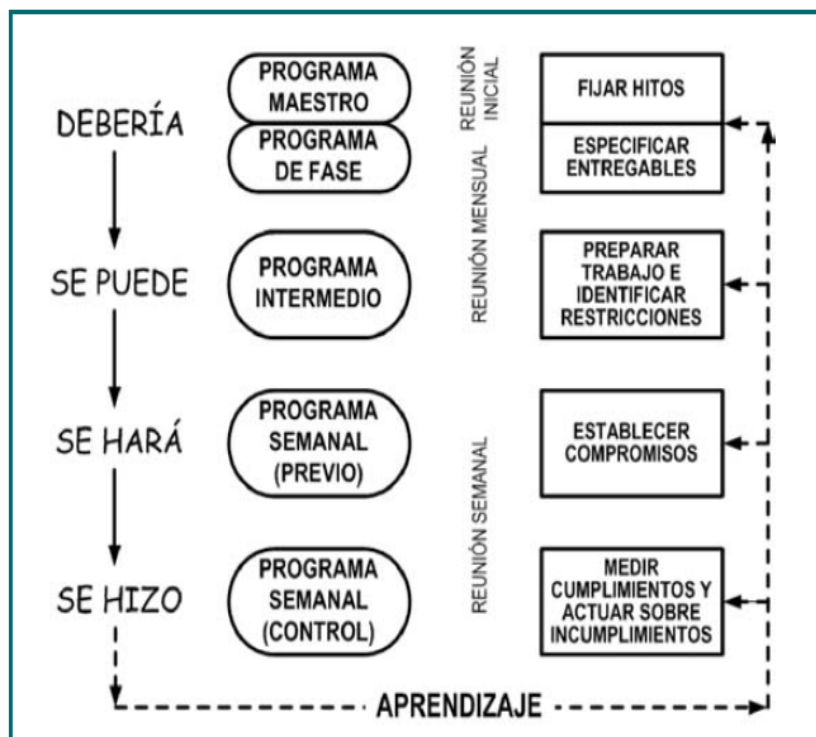 DEBERÍA
PROGRAMA
MAESTRO
PROGRAMA
DE FASE
REUNIÓN
INICIAL
FIJAR HITOS
ESPECIFICAR
ENTREGABLES
SE PUEDE
PROGRAMA
INTERMEDIO
REUNIÓN MENSUAL
PREPARAR
TRABAJO E
IDENTIFICAR
RESTRICCIONES
SE HARÁ
PROGRAMA
SEMANAL
(PREVIO)
REUNIÓN SEMANAL
ESTABLECER
COMPROMISOS
SE HIZO
PROGRAMA
SEMANAL
(CONTROL)
MEDIR
CUMPLIMIENTOS Y
ACTUAR SOBRE
INCUMPLIMIENTOS
APRENDIZAJE